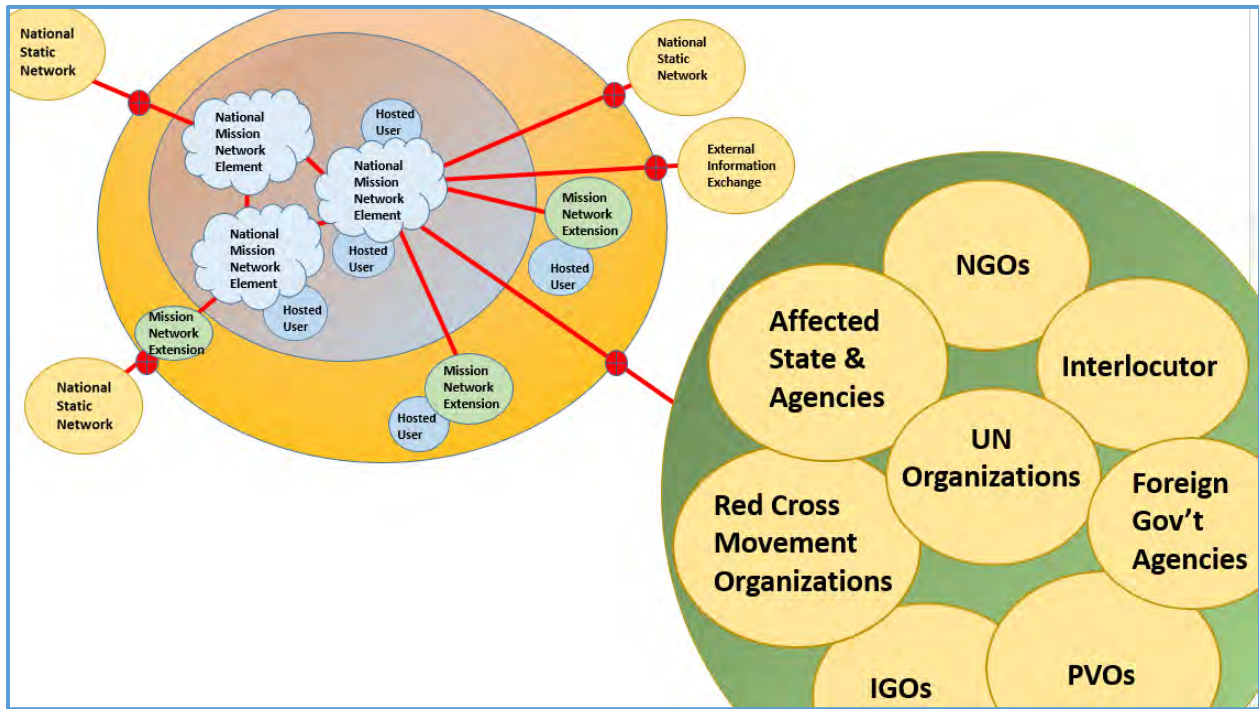 National
Static
Network
National
Mission
Network
Element
Hosted
User
National
Mission
Network
Element
National
Mission
Network
Element
Hosted
User
Hosted
User
Mission
Network
Extension
National
Static
Network
National
Static
Network
External
Information
Exchange
Mission
Network
Extension
Hosted
User
Mission
Network
Extension
Hosted
User
NGOs
Affected
State &
Agencies
Interlocutor
UN
Organizations
Red Cross
Movement
Organizations
Foreign
Gov’t
Agencies
IGOs
PVOs